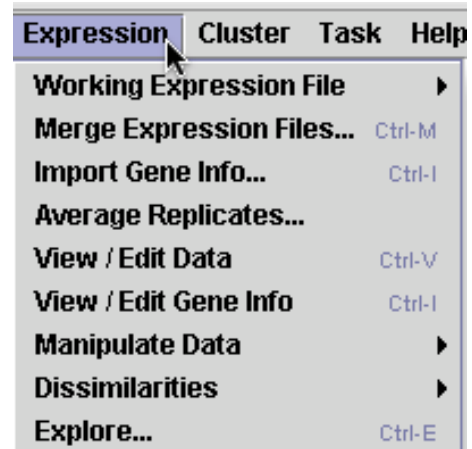 Expression Cluster Task Help
Working Expression File
Merge Expression Files... Ctrl-M
Import Gene Info... Ctrl-I
Average Replicates...
View / Edit Data Ctrl-V
View / Edit Gene Info Ctrl-I
Manipulate Data
Dissimilarities
Explore... Ctrl-E